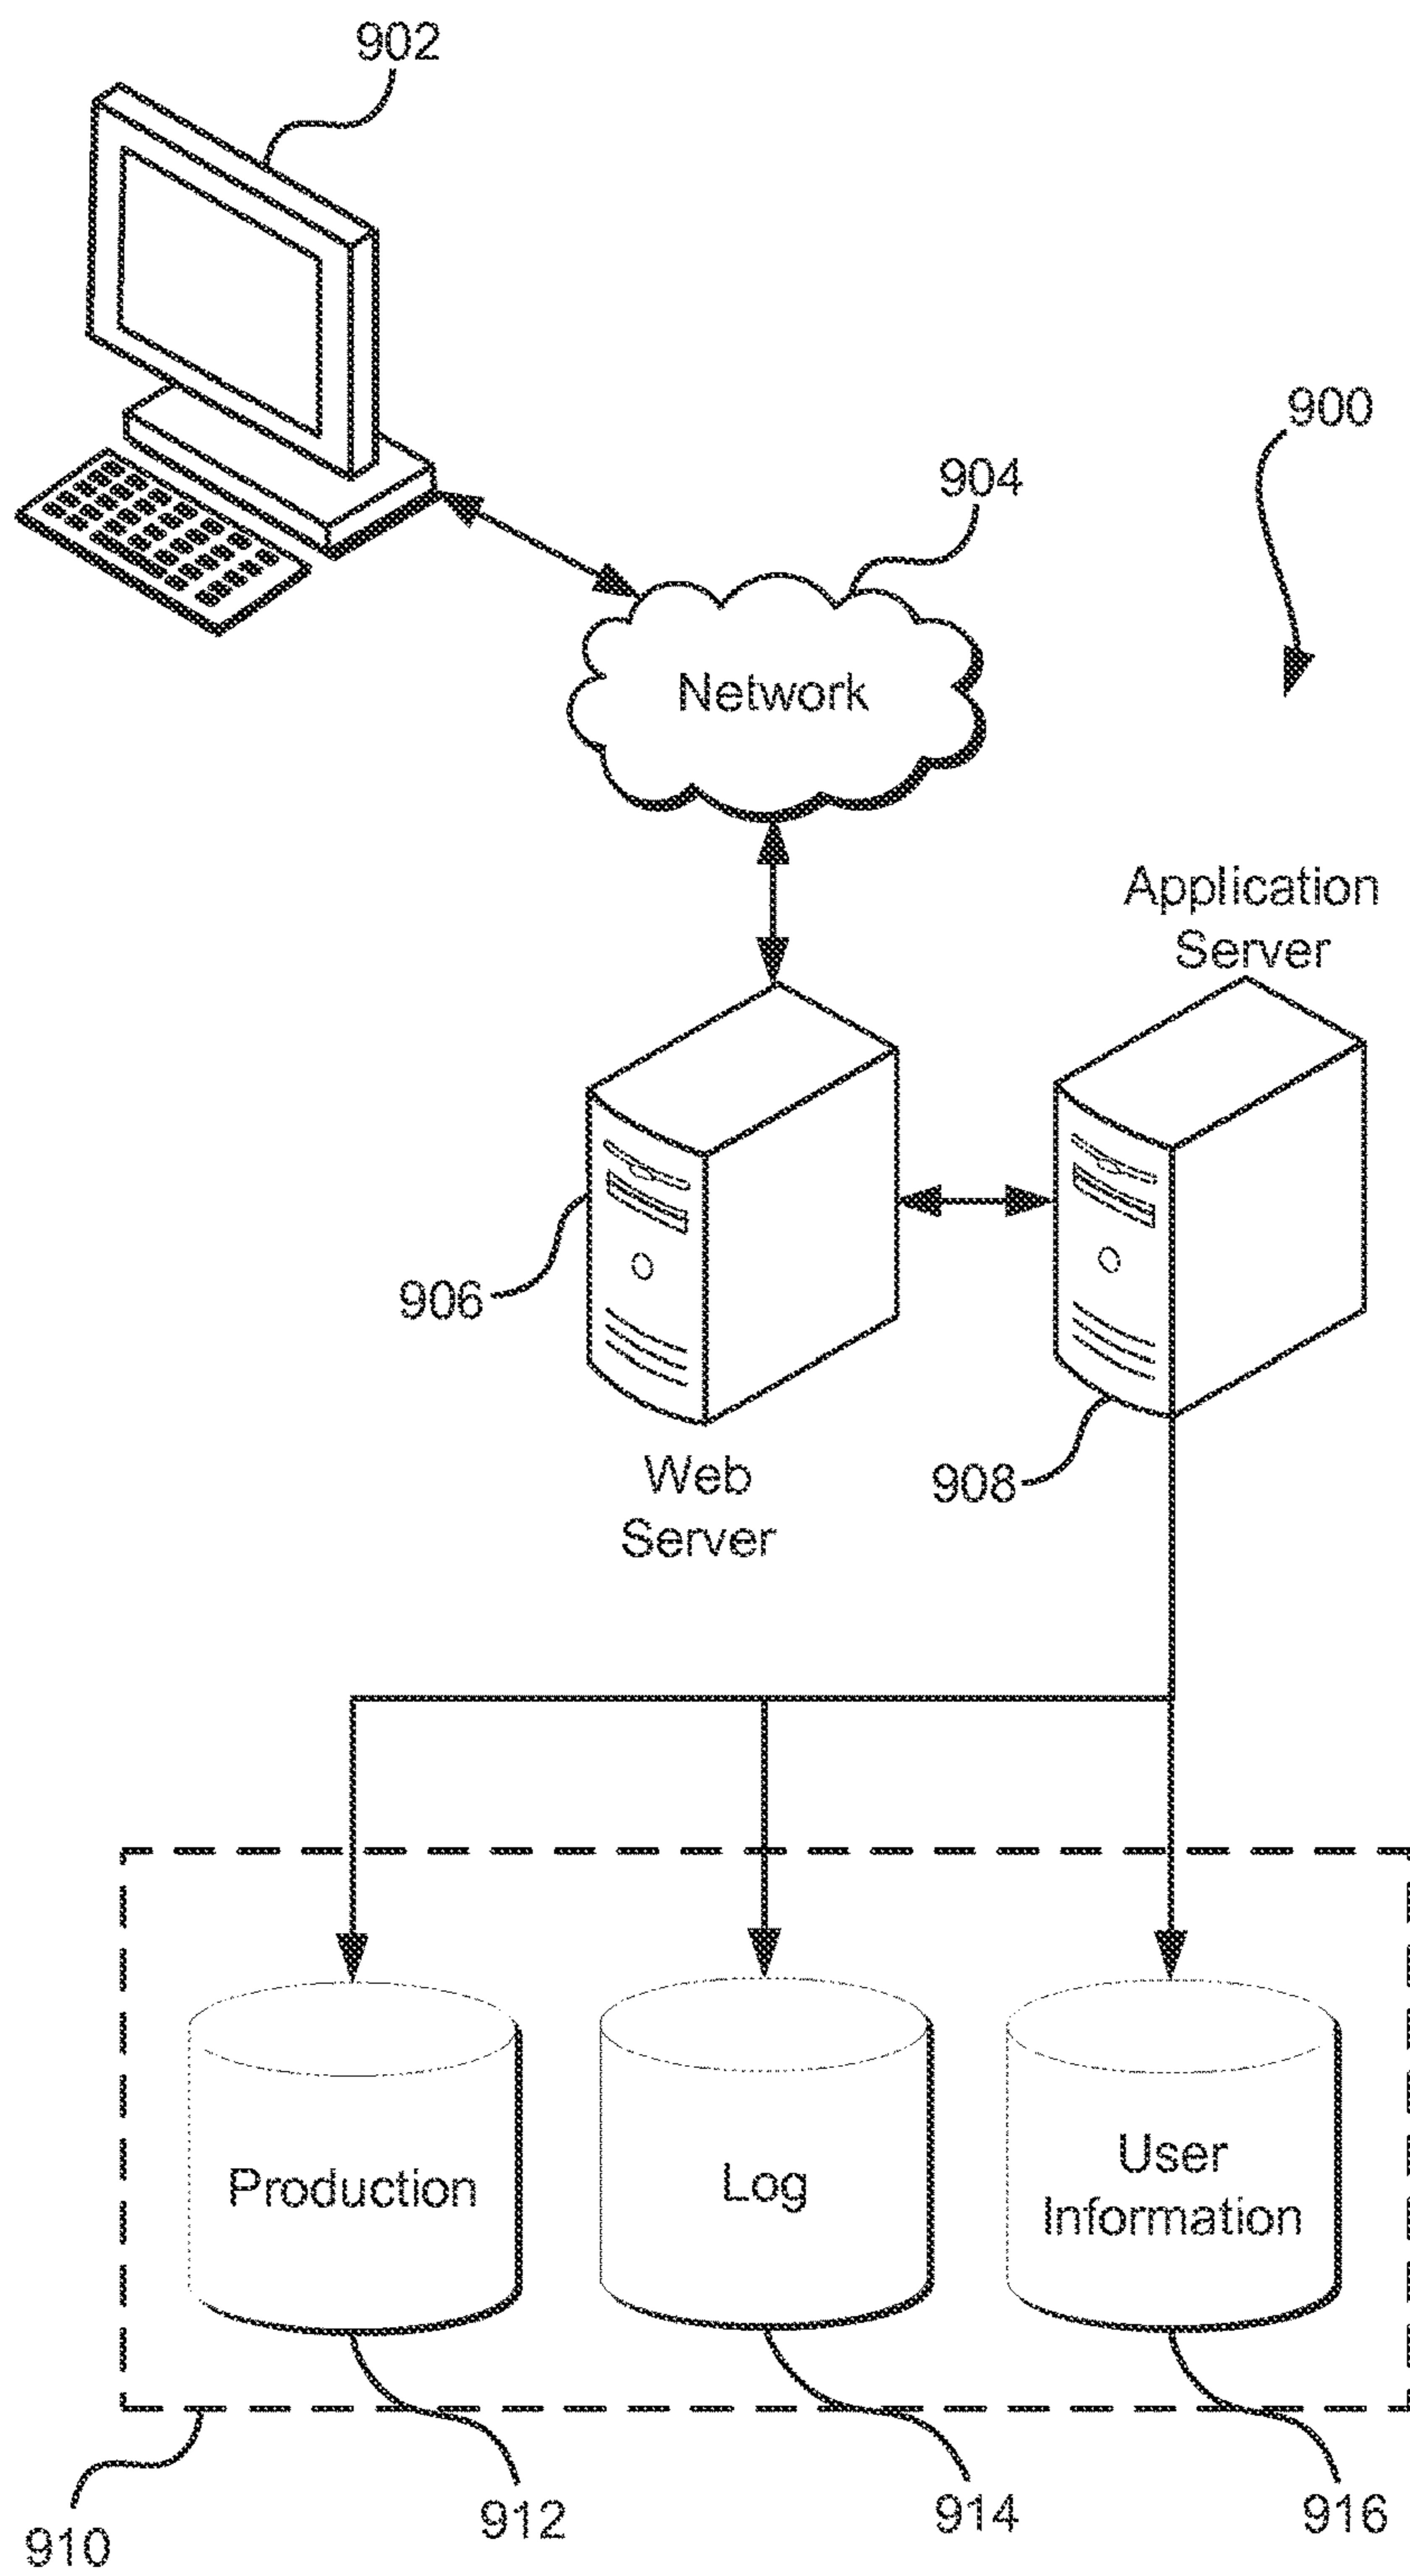 902
900
904
Network
Application
Server
906
Web
Server
908
Production
Log
User
Information
910
912
914
916